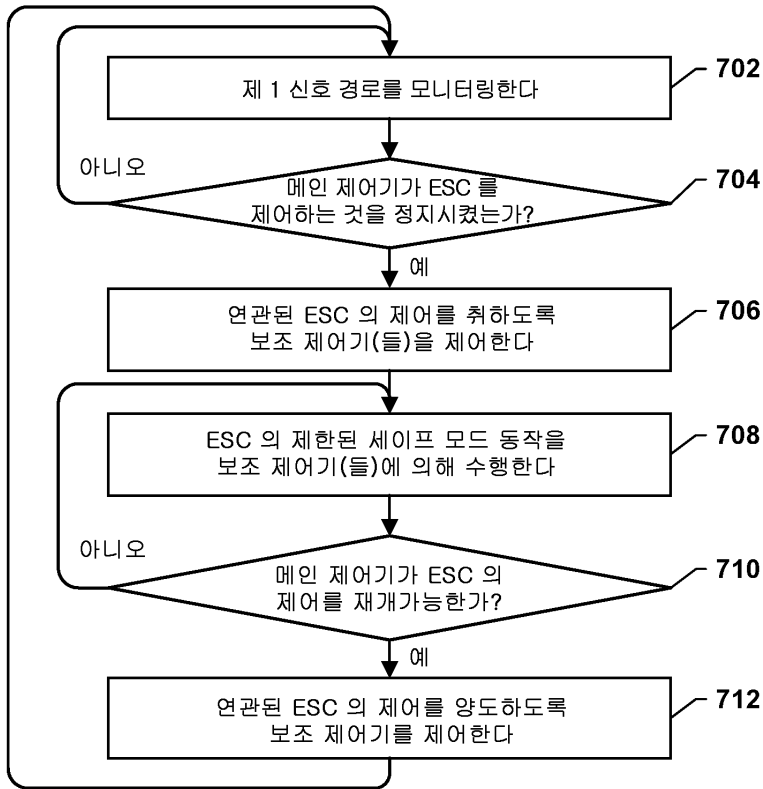 제 1 신호 경로를 모니터링한다
702
아니오
메인 제어기가 ESC 를
제어하는 것을 정지시켰는가?
704
예
연관된 ESC 의 제어를 취하도록
보조 제어기(들)을 제어한다
706
ESC 의 제한된 세이프 모드 동작을
보조 제어기(들)에 의해 수행한다
708
아니오
메인 제어기가 ESC 의
제어를 재개가능한가?
710
예
연관된 ESC 의 제어를 양도하도록
보조 제어기를 제어한다
712